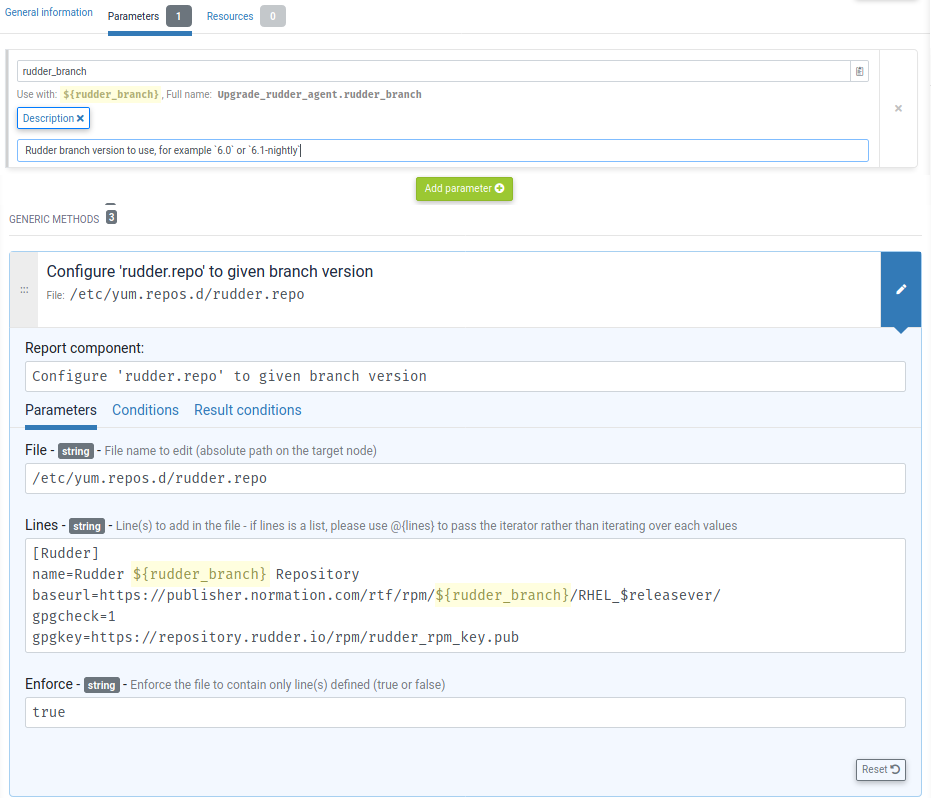 General information Parameters 1 Resources 0
rudder_branch
Use with: ${rudder_branch}, Full name: Upgrade_rudder_agent.rudder_branch
Description ×
Rudder branch version to use, for example `6.0` or `6.1-nightly`
Add parameter
GENERIC METHODS 3
Configure 'rudder.repo' to given branch version
File: /etc/yum.repos.d/rudder.repo
Report component:
Configure 'rudder.repo' to given branch version
Parameters Conditions Result conditions
File - string - File name to edit (absolute path on the target node)
/etc/yum.repos.d/rudder.repo
Lines - string - Line(s) to add in the file - if lines is a list, please use @{lines} to pass the iterator rather than iterating over each values
[Rudder]
name=Rudder ${rudder_branch} Repository
baseurl=https://publisher.normation.com/rtf/rpm/${rudder_branch}/RHEL_$releasever/
gpgcheck=1
gpgkey=https://repository.rudder.io/rpm/rudder_rpm_key.pub
Enforce - string - Enforce the file to contain only line(s) defined (true or false)
true
Reset